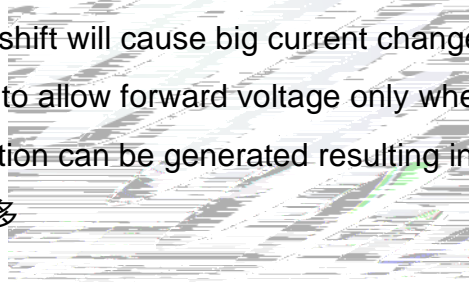 shift will cause big current change
to allow forward voltage only whe
tion can be generated resulting in
多